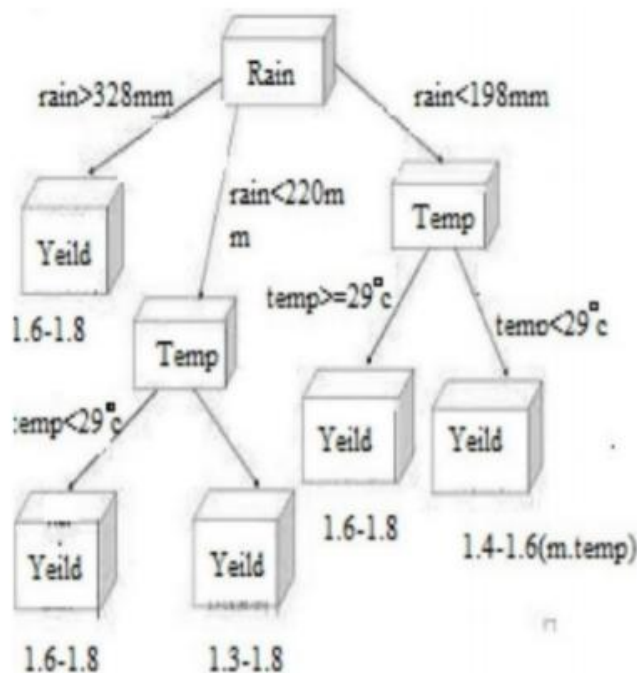 Rain
rain>328mm
rain<198mm
rain<220m
m
Yeild
1.6-1.8
Temp
temp>=29°c
temp<29°c
Temp
temp<29°c
Yeild
1.6-1.8
Yeild
1.4-1.6(m.temp)
Yeild
1.6-1.8
Yeild
1.3-1.8